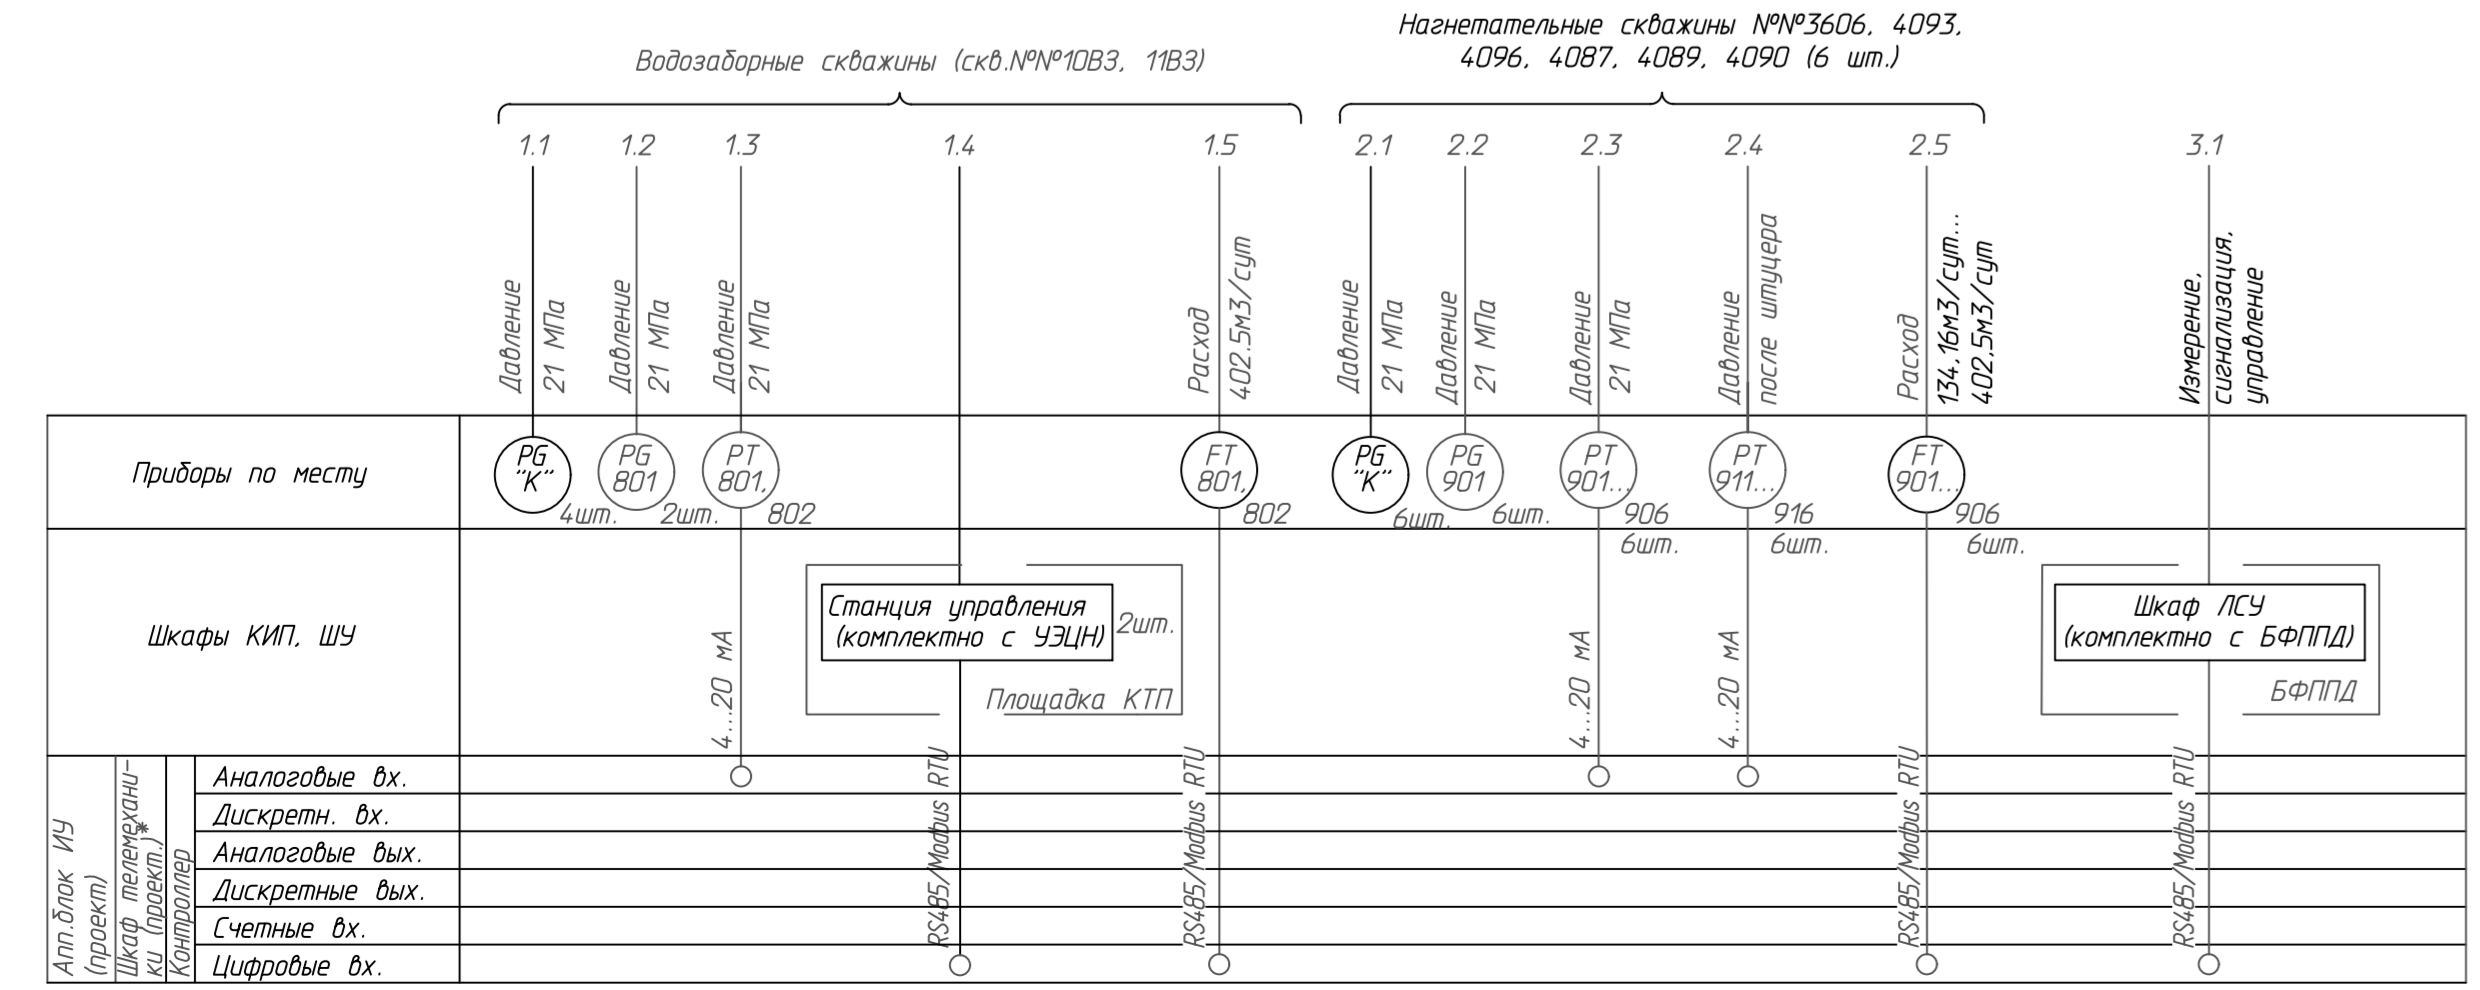 Нагнетательные скважины №№3606, 4093,
4096, 4087, 4089, 4090 (6 шт.)
Водозаборные скважины (скв.№№10ВЗ, 11ВЗ)
1.1
1.2
1.3
1.4
1.5
2.1
2.2
2.3
2.4
2.5
3.1
Давление
21 МПа
Давление
21 МПа
Давление
21 МПа
Расход
402.5м3/сут
Давление
21 МПа
Давление
21 МПа
Давление
21 МПа
Давление
после штуцера
Расход
134,16м3/сут...
402,5м3/сут
Измерение,
сигнализация,
управление
Приборы по месту
PG
"К"
4шт.
PG
801
2шт.
PT
801,
802
FT
801,
802
PG
"К"
6шт.
PG
901
6шт.
PT
901...
906
6шт.
PT
911...
916
6шт.
FT
901...
906
6шт.
Шкафы КИП, ШУ
4...20 мА
Станция управления
(комплектно с УЭЦН)
2шт.
Площадка КТП
4...20 мА
4...20 мА
Шкаф ЛСУ
(комплектно с БФППД)
БФППД
Апп.блок ИУ
(проект)
Шкаф телемехани-
ки (проект.)*
Контроллер
Аналоговые вх.
Дискретн. вх.
Аналоговые вых.
Дискретные вых.
Счетные вх.
Цифровые вх.
RS485/Modbus RTU
RS485/Modbus RTU
RS485/Modbus RTU
RS485/Modbus RTU